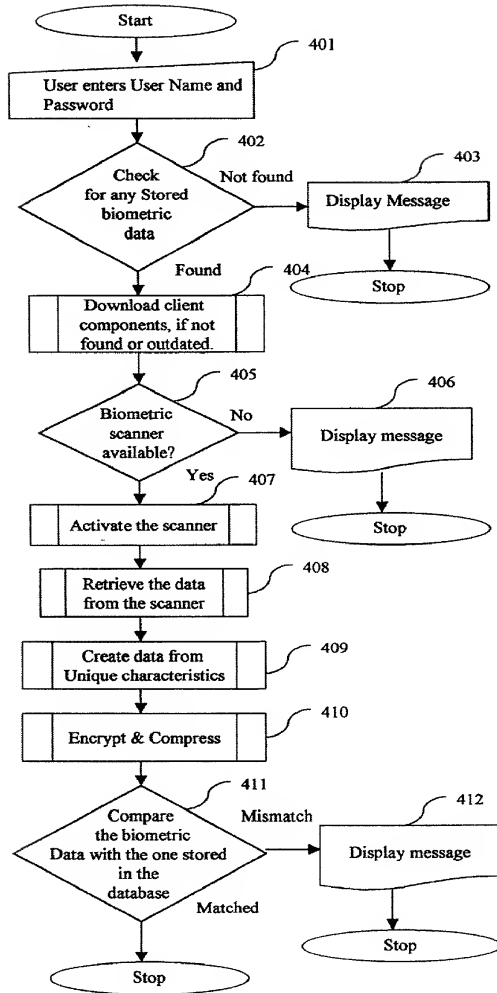 Start
401
User enters User Name and
Password
402
Check
for any Stored
biometric
data
Not found
403
Display Message
Stop
Found
404
Download client
components, if not
found or outdated.
405
Biometric
scanner
available?
No
406
Display message
Stop
Yes
407
Activate the scanner
408
Retrieve the data
from the scanner
409
Create data from
Unique characteristics
410
Encrypt & Compress
411
Compare
the biometric
Data with the one stored
in the
database
Mismatch
412
Display message
Stop
Matched
Stop